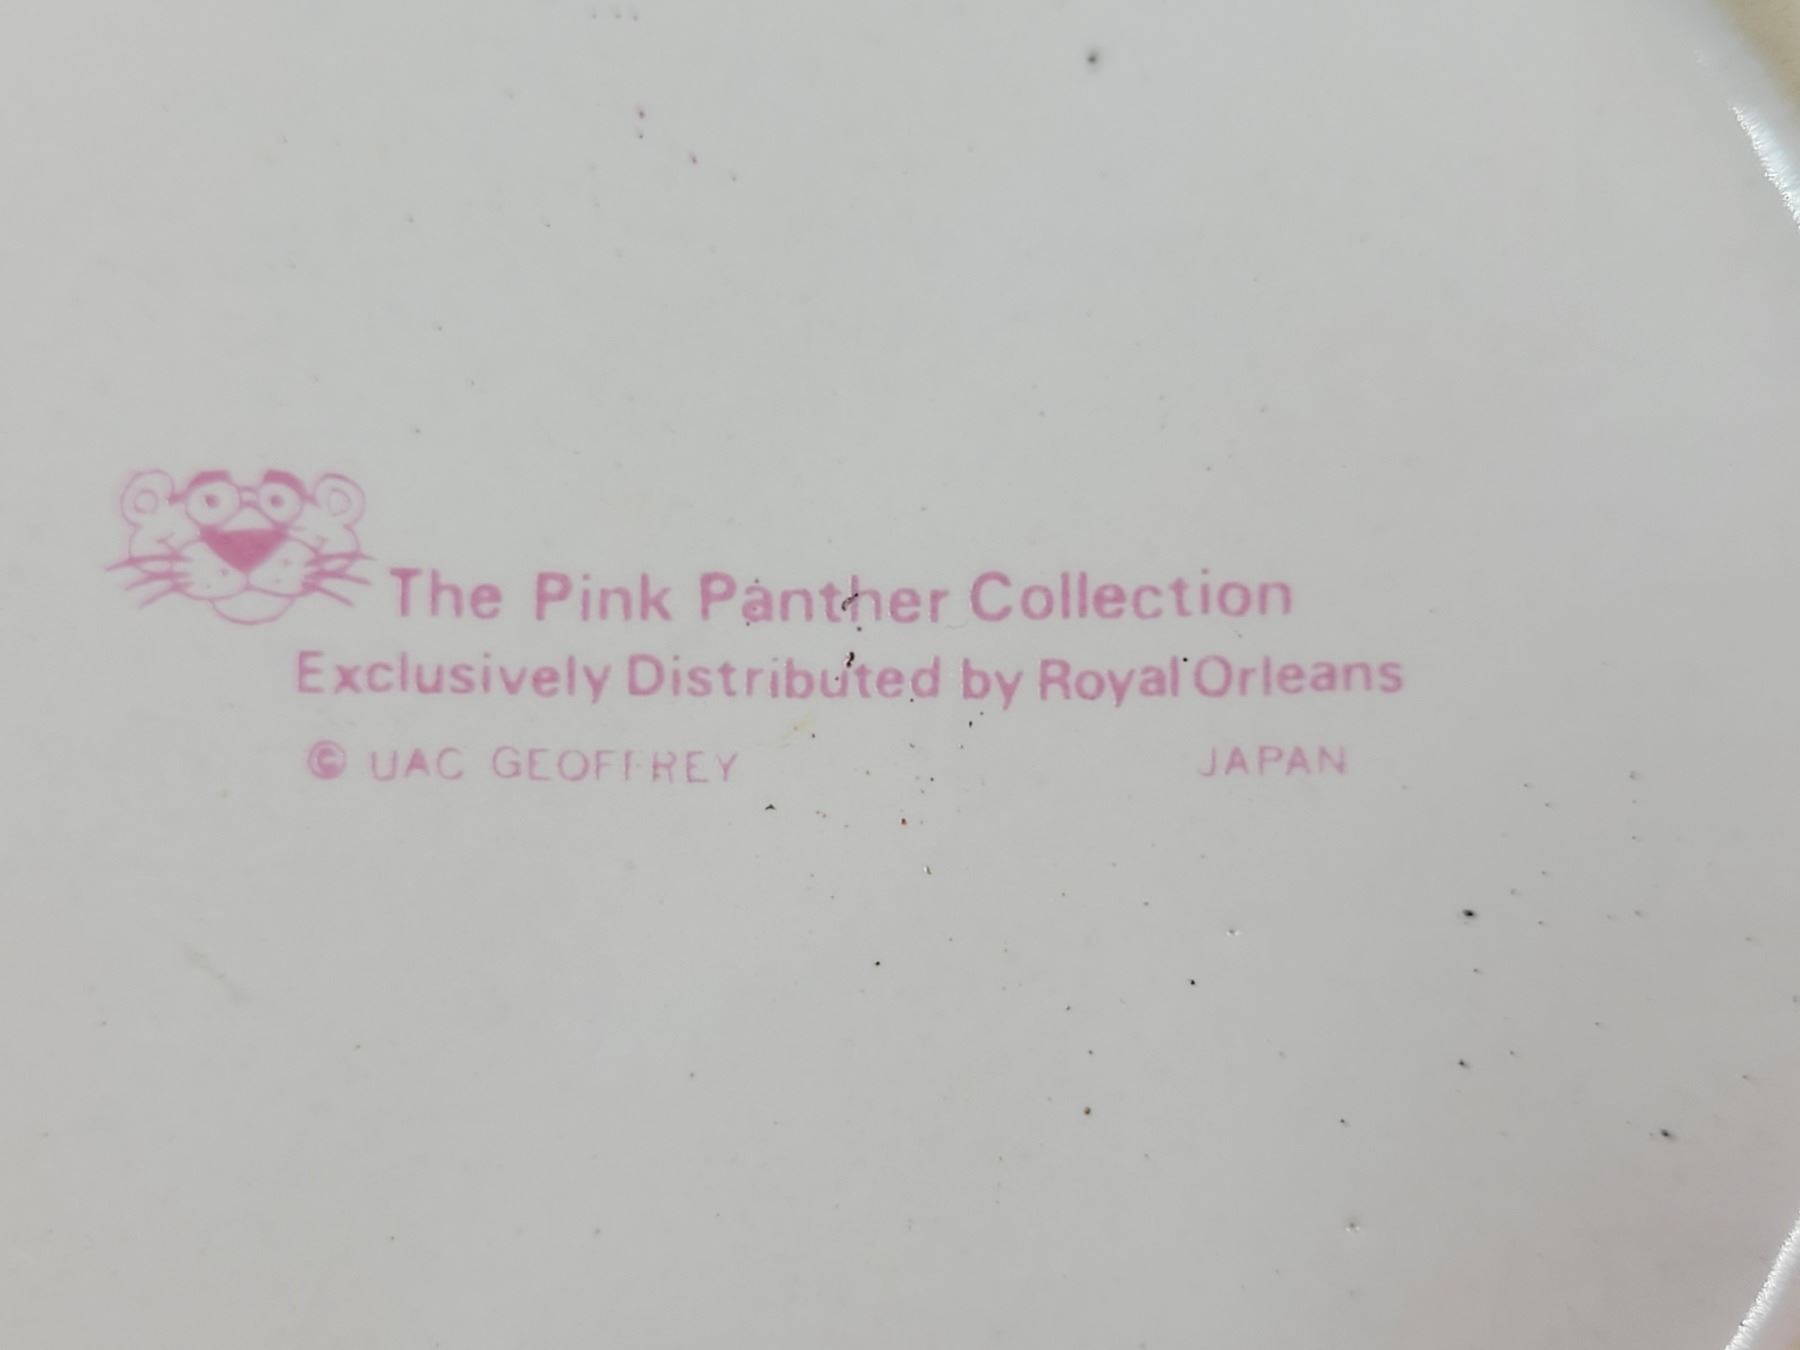 The Pink Panther Collection
Exclusively Distributed by Royal Orleans
© UAC GEOFFREY JAPAN